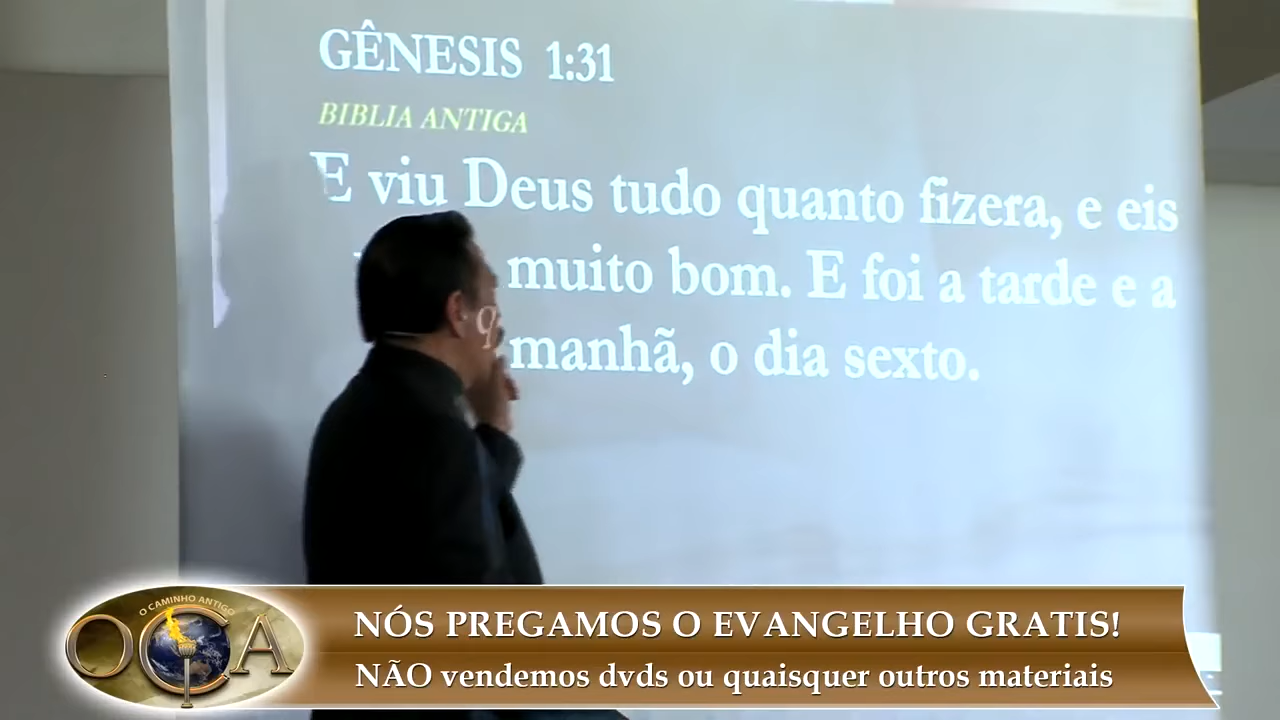 GÊNESIS 1:31
BIBLIA ANTIGA
E viu Deus tudo quanto fizera, e eis
muito bom. E foi a tarde e a
manhã, o dia sexto.
O CAMINHO ANTIGO
OCA
NÓS PREGAMOS O EVANGELHO GRATIS!
NÃO vendemos dvds ou quaisquer outros materiais